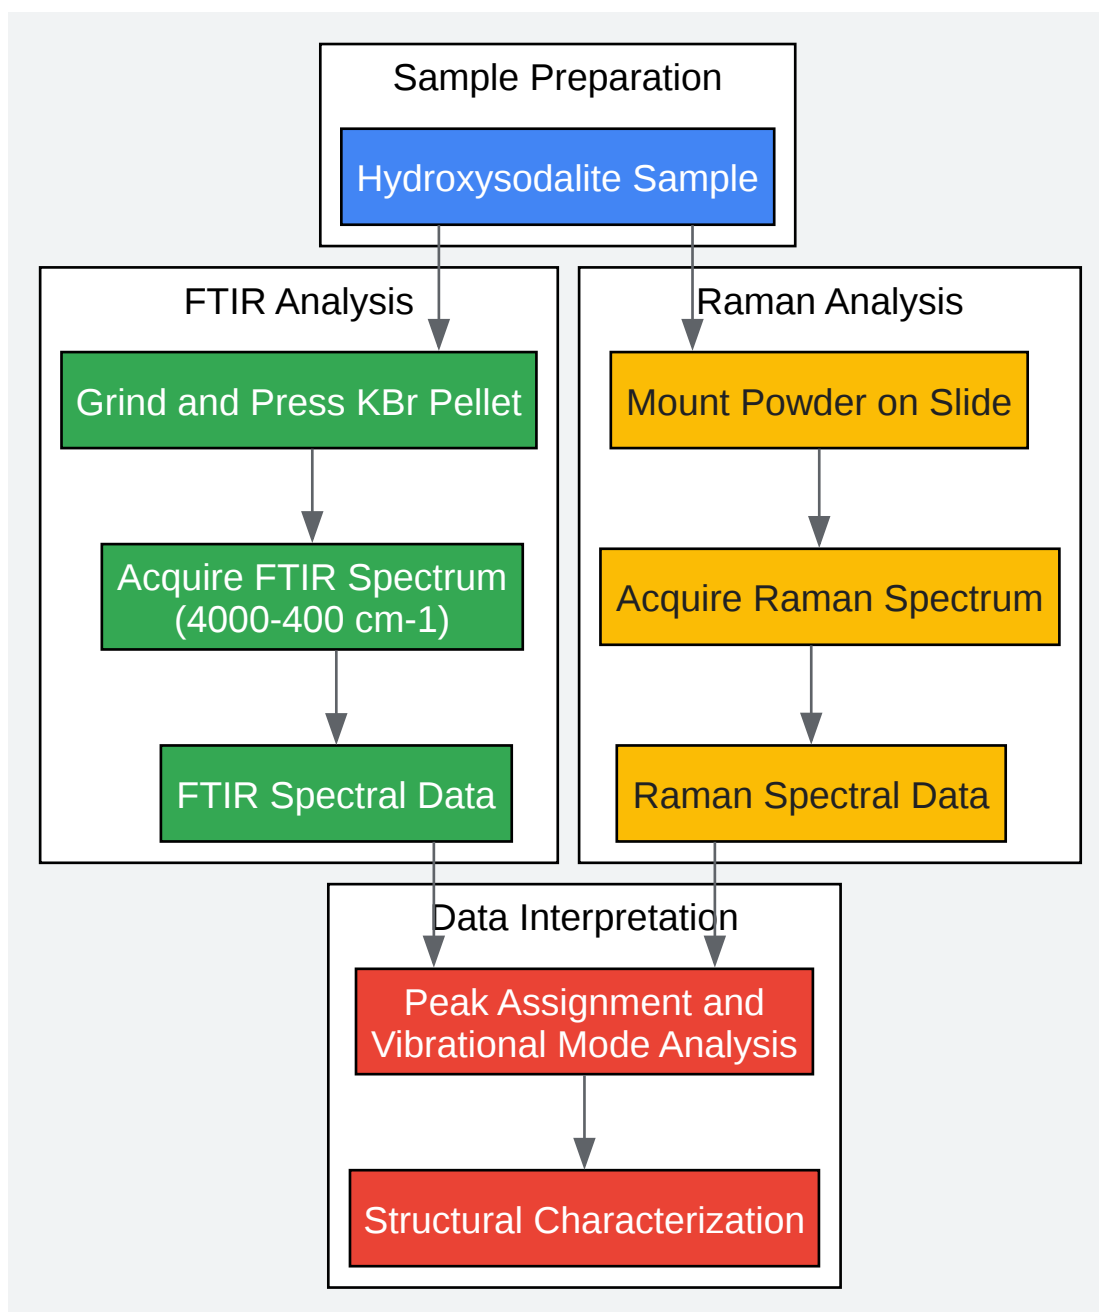 Sample Preparation
Hydroxysodalite Sample
FTIR Analysis
Grind and Press KBr Pellet
Acquire FTIR Spectrum
(4000-400 cm-1)
FTIR Spectral Data
Raman Analysis
Mount Powder on Slide
Acquire Raman Spectrum
Raman Spectral Data
Data Interpretation
Peak Assignment and
Vibrational Mode Analysis
Structural Characterization